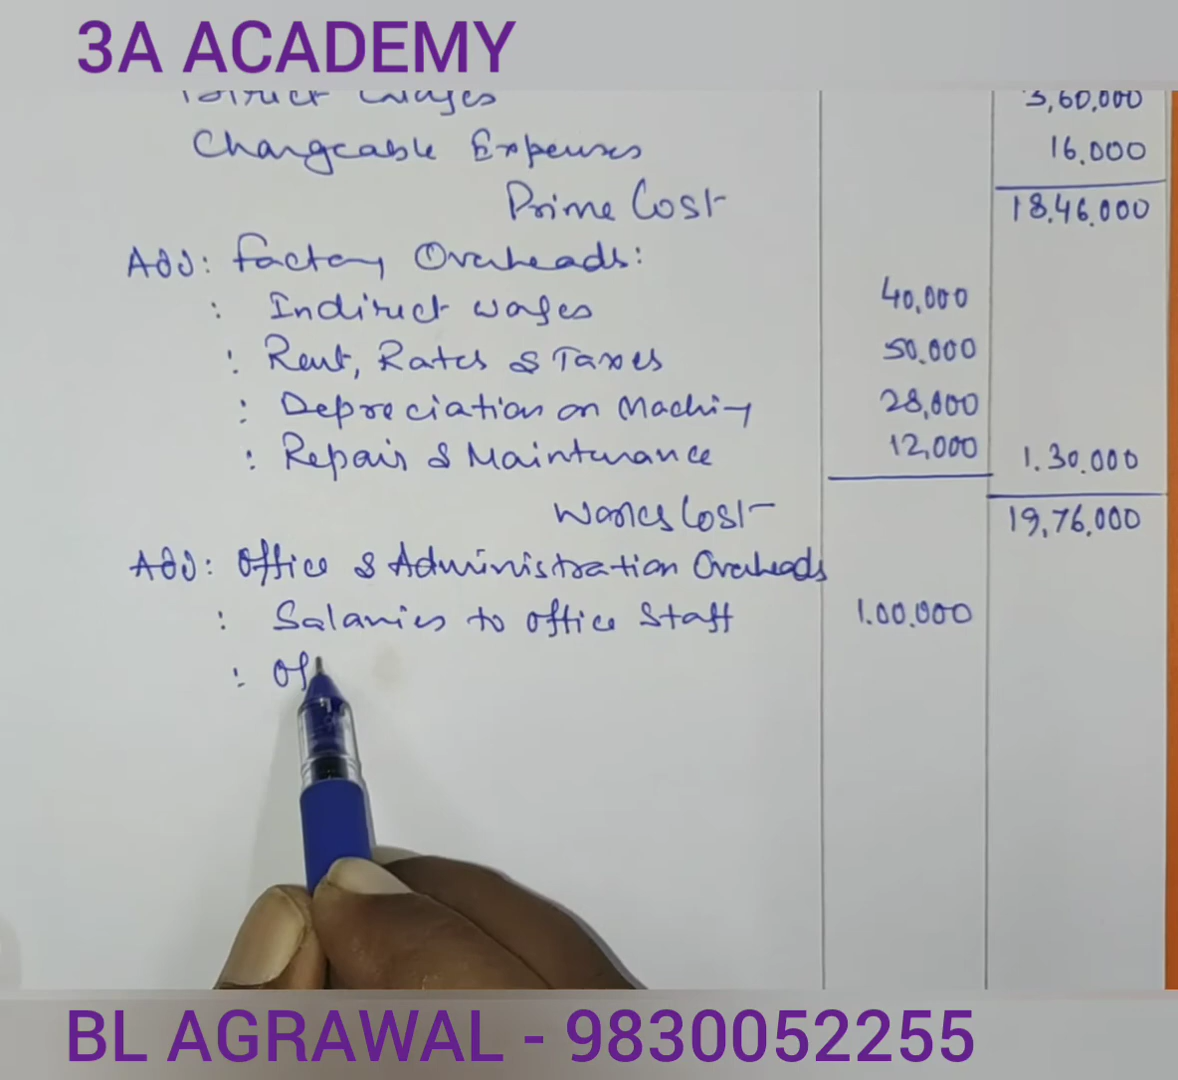 3A ACADEMY
Direct Wages 3,60,000
Chargeable Expenses 16,000
Prime Cost 18,46,000
Add: Factory Overheads:
: Indirect wages 40,000
: Rent, Rates & Taxes 50,000
: Depreciation on Machiny 28,000
: Repair & Maintenance 12,000 1,30,000
Works Cost 19,76,000
Add: Office & Administration Overheads
: Salaries to office Staff 1,00,000
: Of
BL AGRAWAL - 9830052255